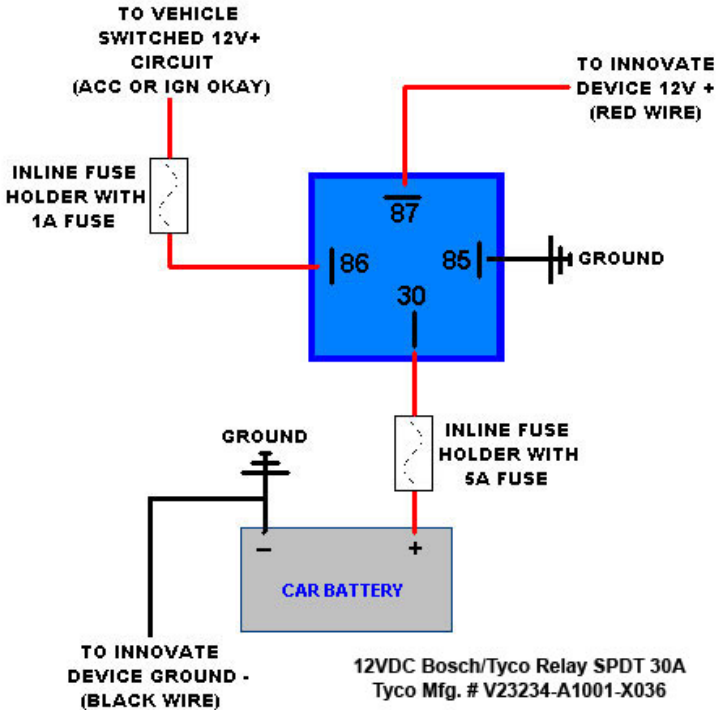 TO VEHICLE
SWITCHED 12V+
CIRCUIT
(ACC OR IGN OKAY)
TO INNOVATE
DEVICE 12V +
(RED WIRE)
INLINE FUSE
HOLDER WITH
1A FUSE
87
86
85
30
GROUND
INLINE FUSE
HOLDER WITH
5A FUSE
GROUND
–
+
CAR BATTERY
TO INNOVATE
DEVICE GROUND -
(BLACK WIRE)
12VDC Bosch/Tyco Relay SPDT 30A
Tyco Mfg. # V23234-A1001-X036